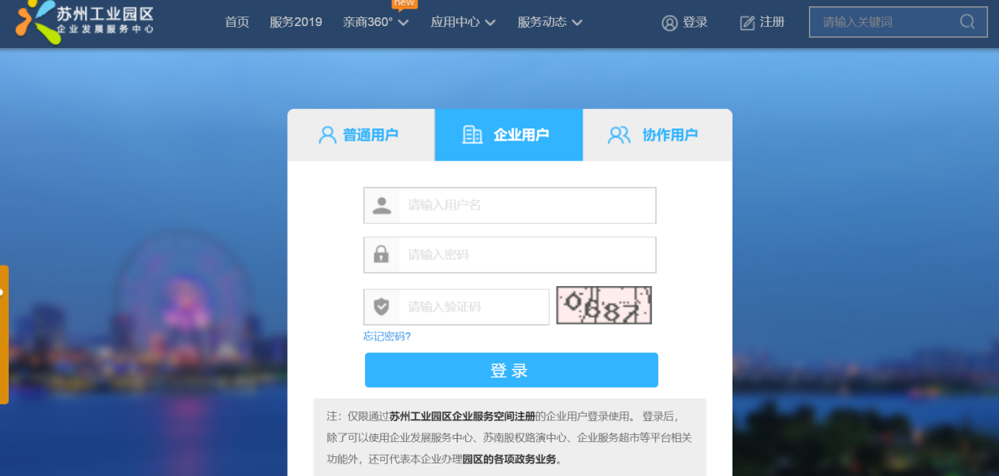 苏州工业园区
企业发展服务中心
首页 服务2019 亲商360° new 应用中心 服务动态 登录 注册 请输入关键词
普通用户 企业用户 协作用户
请输入用户名
请输入密码
请输入验证码 0687
忘记密码?
登 录
注：仅限通过苏州工业园区企业服务空间注册的企业用户登录使用。 登录后，
除了可以使用企业发展服务中心、苏南股权路演中心、企业服务超市等平台相关
功能外，还可代表本企业办理园区的各项政务业务。